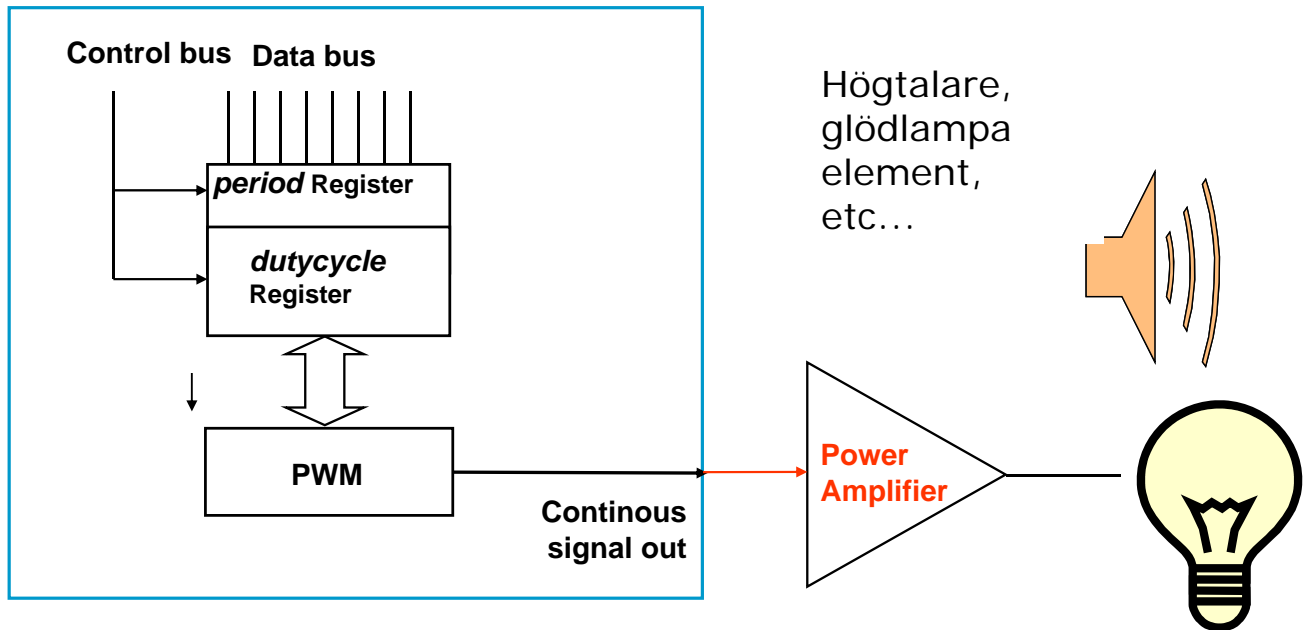 Control bus
Data bus
period Register
dutycycle
Register
PWM
Continous
signal out
Högtalare,
glödlampa
element,
etc...
Power
Amplifier